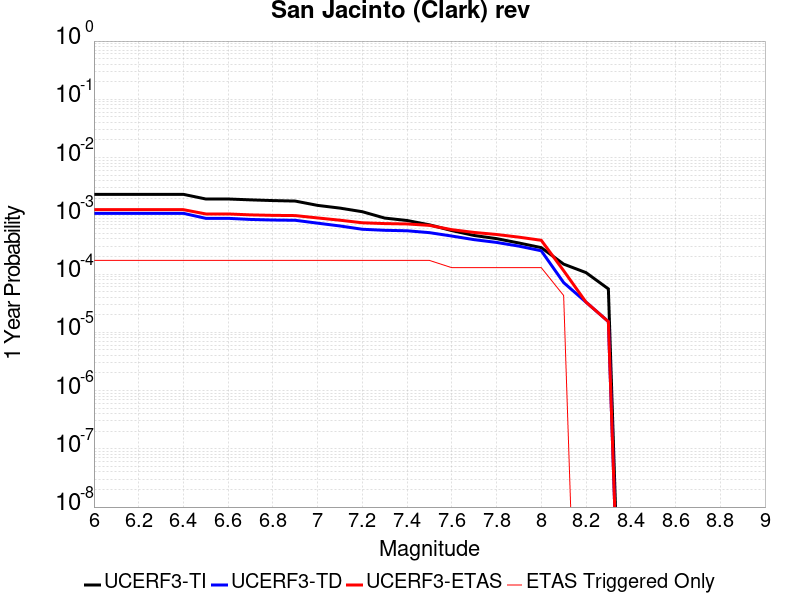 San Jacinto (Clark) rev
1 Year Probability
10^0
10^-1
10^-2
10^-3
10^-4
10^-5
10^-6
10^-7
10^-8
6 6.2 6.4 6.6 6.8 7 7.2 7.4 7.6 7.8 8 8.2 8.4 8.6 8.8 9
Magnitude
UCERF3-TI UCERF3-TD UCERF3-ETAS ETAS Triggered Only